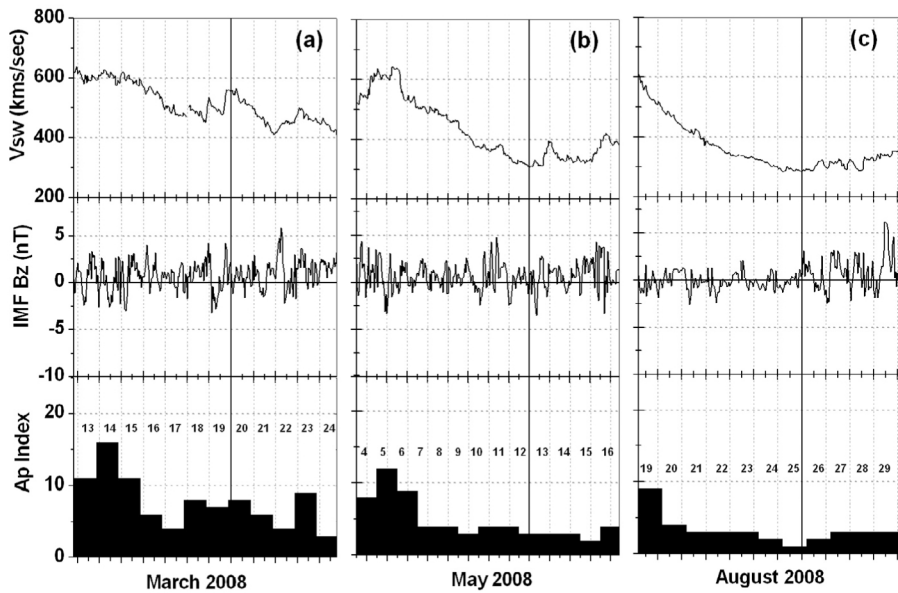 800
600
400
200
Vsw (kms/sec)
(a)
(b)
(c)
5
0
-5
-10
IMF Bz (nT)
20
10
0
Ap Index
13 14 15 16 17 18 19 20 21 22 23 24
4 5 6 7 8 9 10 11 12 13 14 15 16
19 20 21 22 23 24 25 26 27 28 29
March 2008
May 2008
August 2008